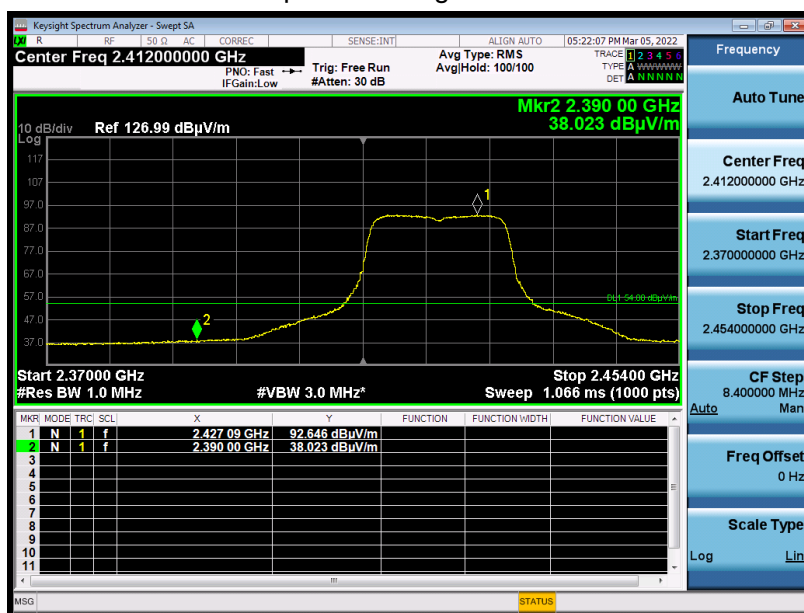 Keysight Spectrum Analyzer - Swept SA
LXI R RF 50 Ω AC CORREC SENSE:INT ALIGN AUTO 05:22:07 PM Mar 05, 2022
Center Freq 2.412000000 GHz
PNO: Fast
IFGain:Low
Trig: Free Run
#Atten: 30 dB
Avg Type: RMS
Avg|Hold: 100/100
TRACE 1 2 3 4 5 6
TYPE A WWWWW
DET A N N N N N
Mkr2 2.390 00 GHz
38.023 dBµV/m
10 dB/div Ref 126.99 dBµV/m
Log
117
107
97.0
87.0
77.0
67.0
57.0
47.0
37.0
1
2
DL1 54.00 dBµV/m
Start 2.37000 GHz Stop 2.45400 GHz
#Res BW 1.0 MHz #VBW 3.0 MHz* Sweep 1.066 ms (1000 pts)
MKR MODE TRC SCL X Y FUNCTION FUNCTION WIDTH FUNCTION VALUE
1 N 1 f 2.427 09 GHz 92.646 dBµV/m
2 N 1 f 2.390 00 GHz 38.023 dBµV/m
3
4
5
6
7
8
9
10
11
MSG STATUS
Frequency
Auto Tune
Center Freq
2.412000000 GHz
Start Freq
2.370000000 GHz
Stop Freq
2.454000000 GHz
CF Step
8.400000 MHz
Auto Man
Freq Offset
0 Hz
Scale Type
Log Lin